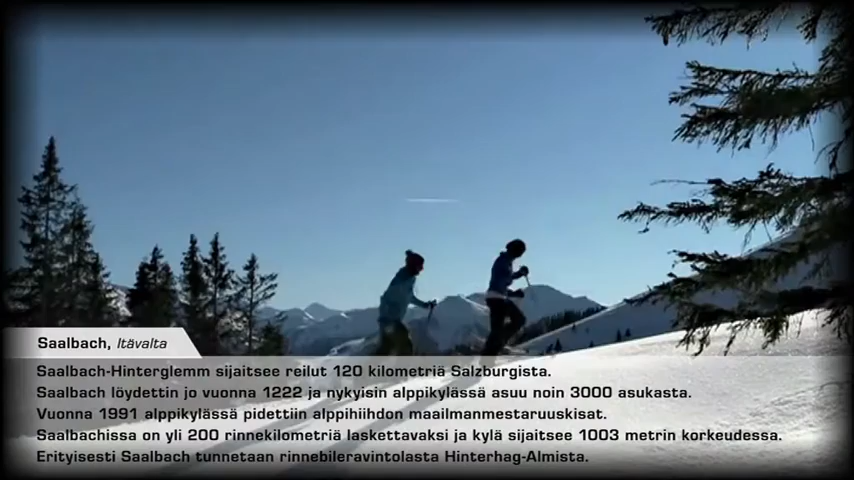 Saalbach, Itävalta
Saalbach-Hinterglemm sijaitsee reilut 120 kilometriä Salzburgista.
Saalbach löydettin jo vuonna 1222 ja nykyisin alppikylässä asuu noin 3000 asukasta.
Vuonna 1991 alppikylässä pidettiin alppihiihdon maailmanmestaruuskisat.
Saalbachissa on yli 200 rinnekilometriä laskettavaksi ja kylä sijaitsee 1003 metrin korkeudessa.
Erityisesti Saalbach tunnetaan rinnebileravintolasta Hinterhag-Almista.